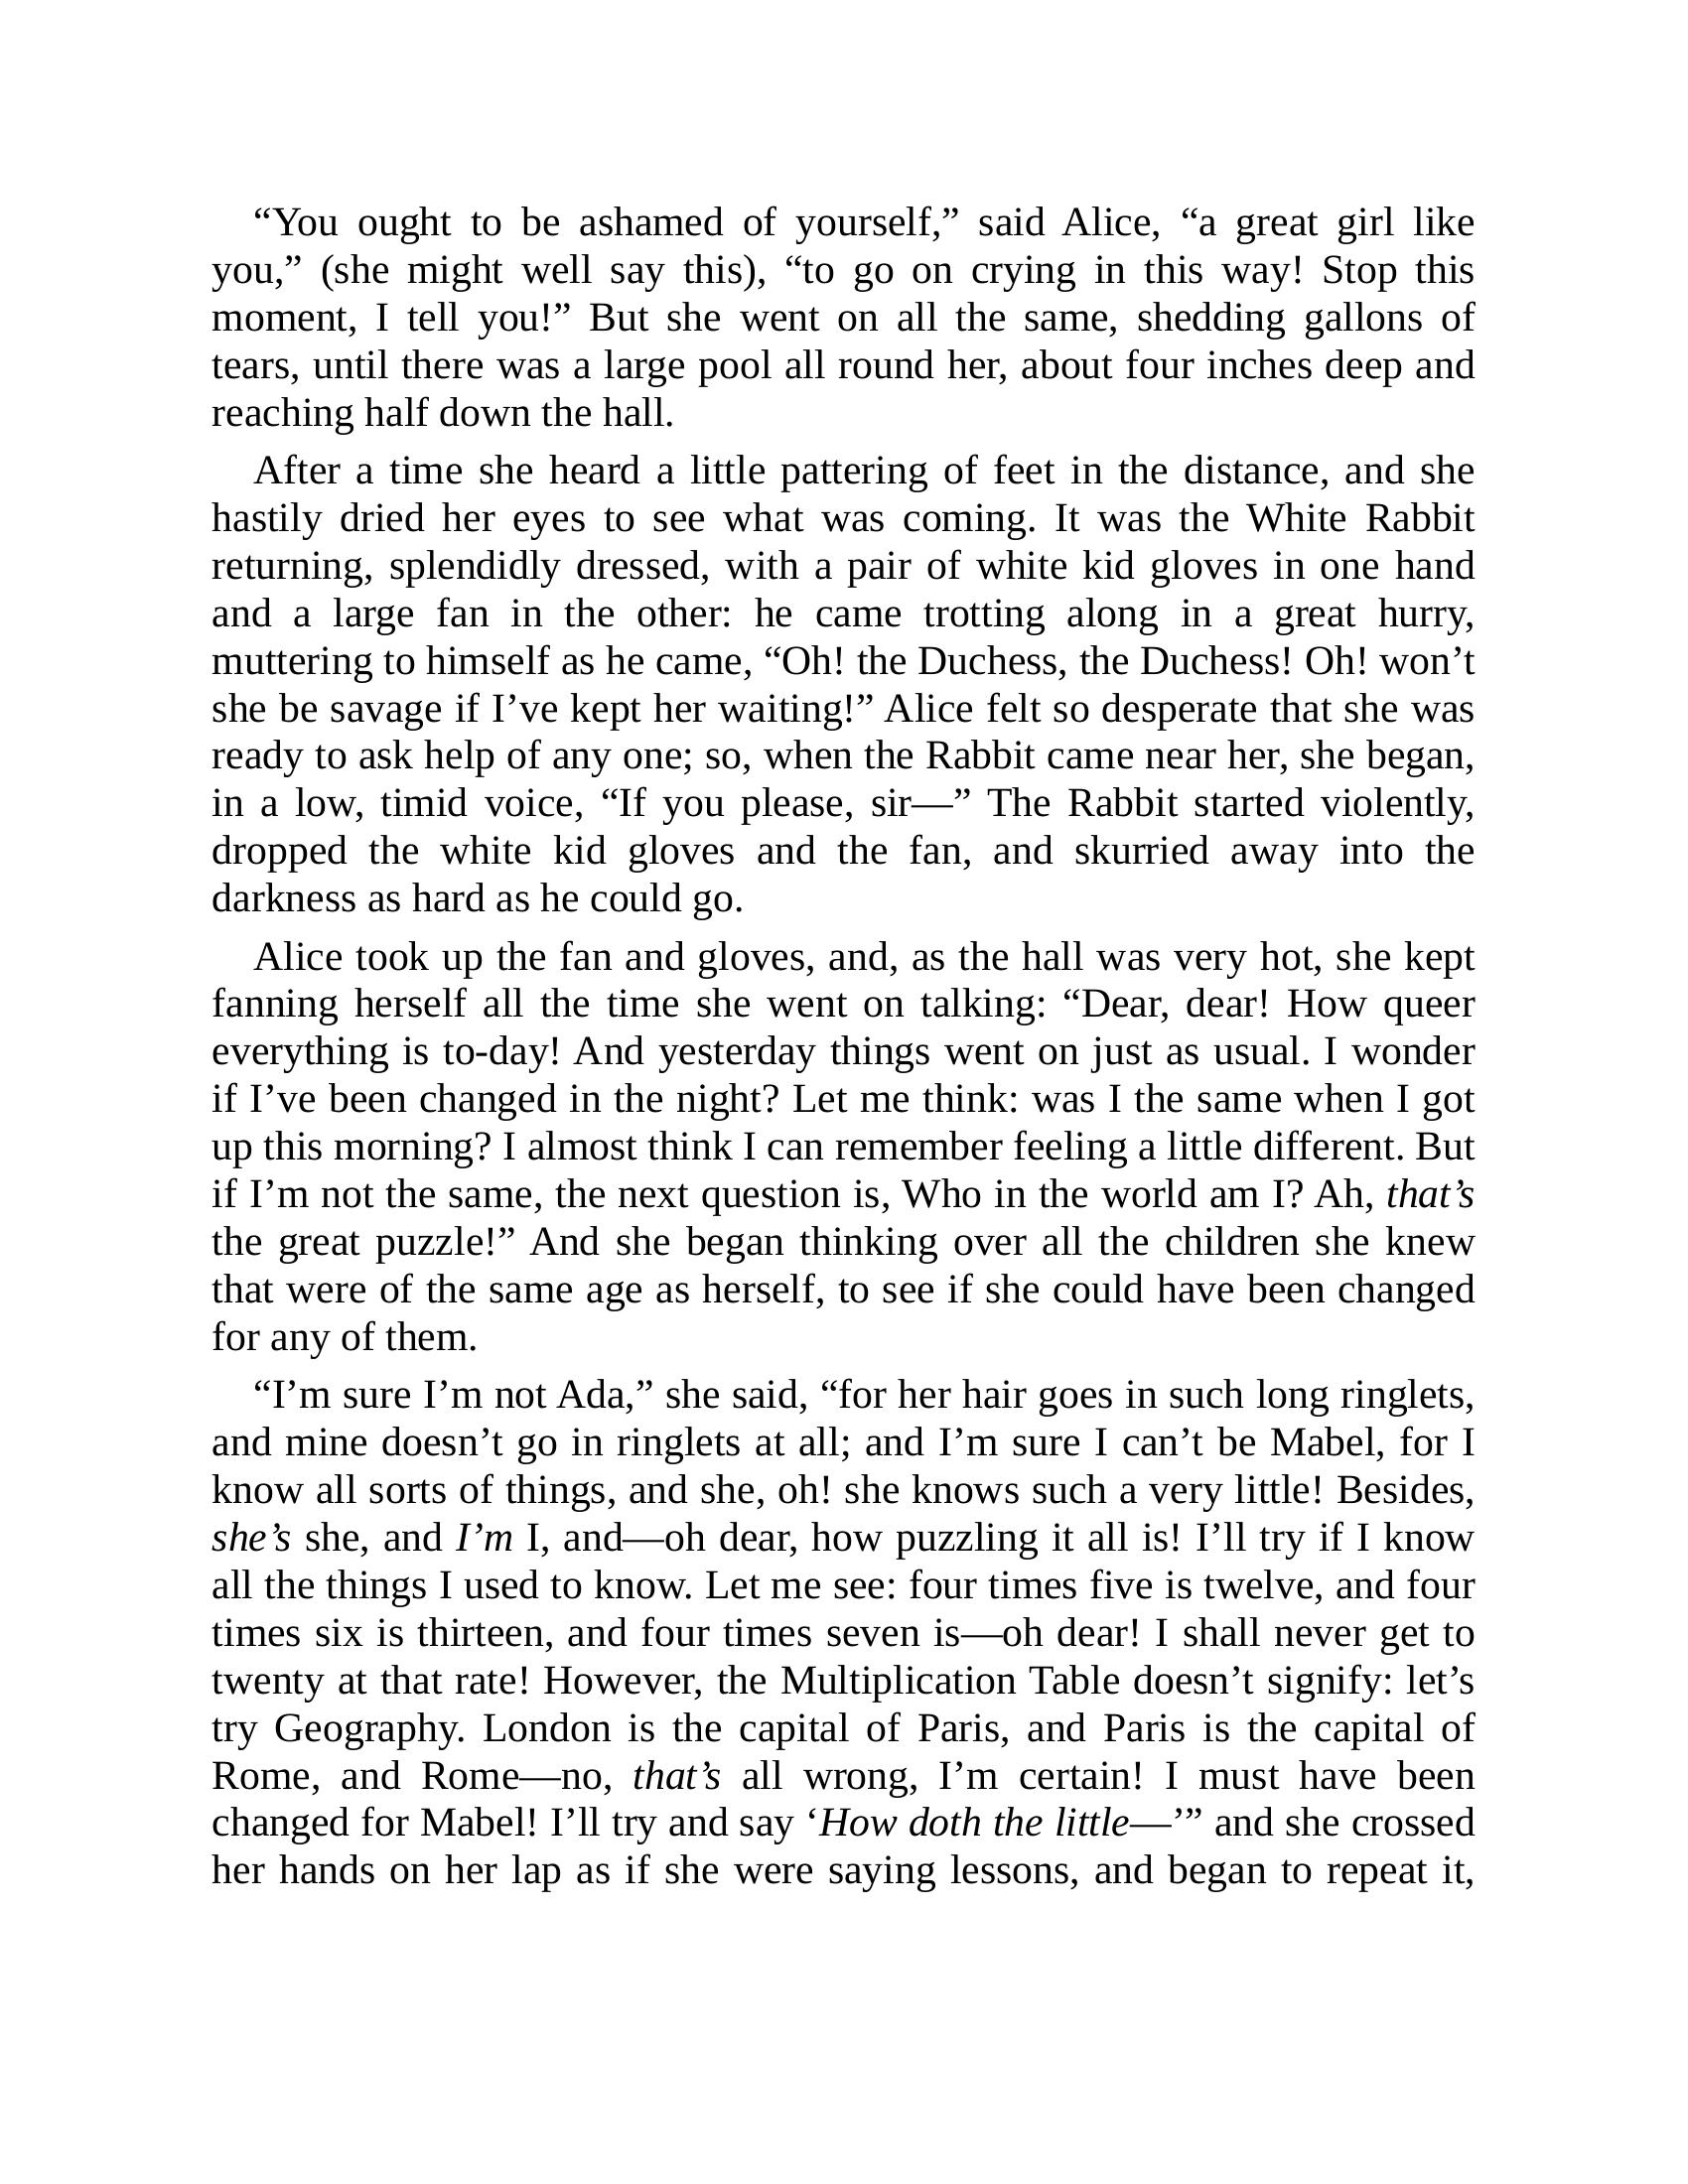 “You ought to be ashamed of yourself,” said Alice, “a great girl like
you,” (she might well say this), “to go on crying in this way! Stop this
moment, I tell you!” But she went on all the same, shedding gallons of
tears, until there was a large pool all round her, about four inches deep and
reaching half down the hall.
After a time she heard a little pattering of feet in the distance, and she
hastily dried her eyes to see what was coming. It was the White Rabbit
returning, splendidly dressed, with a pair of white kid gloves in one hand
and a large fan in the other: he came trotting along in a great hurry,
muttering to himself as he came, “Oh! the Duchess, the Duchess! Oh! won’t
she be savage if I’ve kept her waiting!” Alice felt so desperate that she was
ready to ask help of any one; so, when the Rabbit came near her, she began,
in a low, timid voice, “If you please, sir—” The Rabbit started violently,
dropped the white kid gloves and the fan, and skurried away into the
darkness as hard as he could go.
Alice took up the fan and gloves, and, as the hall was very hot, she kept
fanning herself all the time she went on talking: “Dear, dear! How queer
everything is to-day! And yesterday things went on just as usual. I wonder
if I’ve been changed in the night? Let me think: was I the same when I got
up this morning? I almost think I can remember feeling a little different. But
if I’m not the same, the next question is, Who in the world am I? Ah, that’s
the great puzzle!” And she began thinking over all the children she knew
that were of the same age as herself, to see if she could have been changed
for any of them.
“I’m sure I’m not Ada,” she said, “for her hair goes in such long ringlets,
and mine doesn’t go in ringlets at all; and I’m sure I can’t be Mabel, for I
know all sorts of things, and she, oh! she knows such a very little! Besides,
she’s she, and I’m I, and—oh dear, how puzzling it all is! I’ll try if I know
all the things I used to know. Let me see: four times five is twelve, and four
times six is thirteen, and four times seven is—oh dear! I shall never get to
twenty at that rate! However, the Multiplication Table doesn’t signify: let’s
try Geography. London is the capital of Paris, and Paris is the capital of
Rome, and Rome—no, that’s all wrong, I’m certain! I must have been
changed for Mabel! I’ll try and say ‘How doth the little—’” and she crossed
her hands on her lap as if she were saying lessons, and began to repeat it,